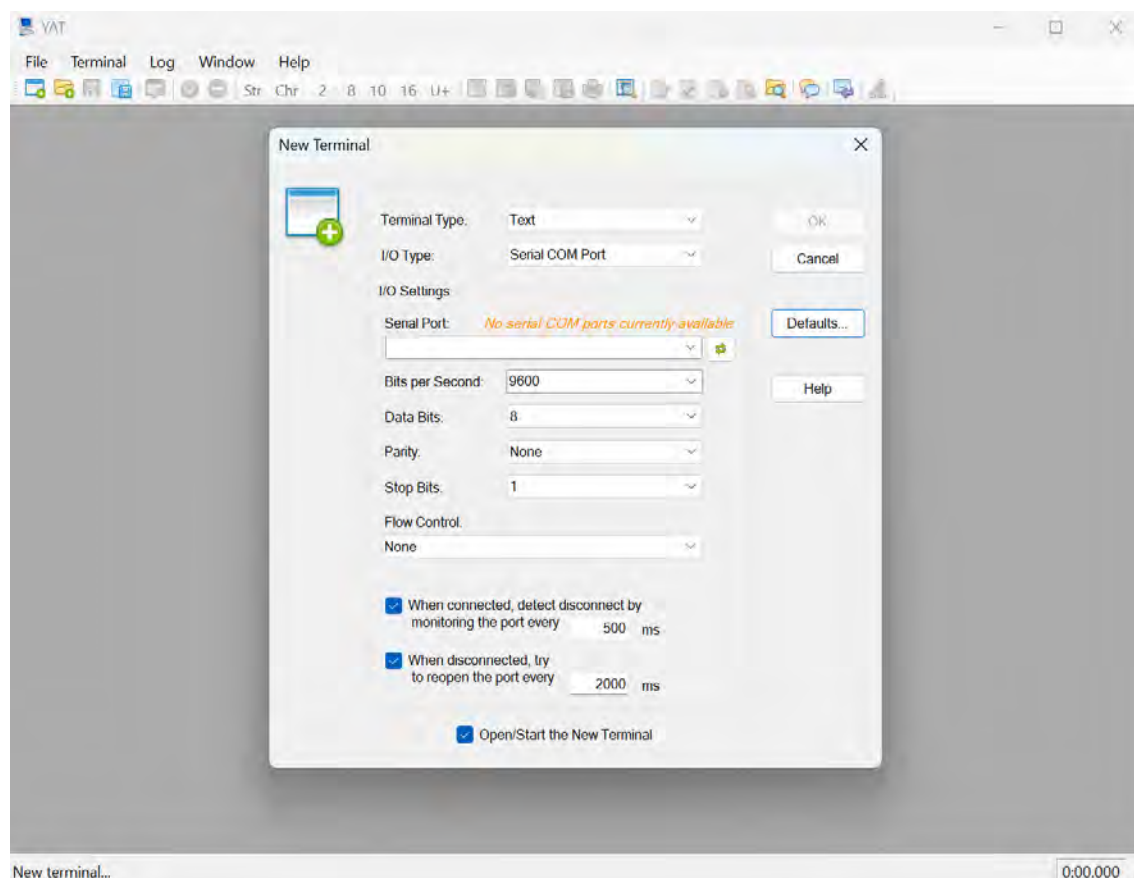 YAT
File Terminal Log Window Help
Str Chr 2 8 10 16 U+
New Terminal
Terminal Type: Text OK
I/O Type: Serial COM Port Cancel
I/O Settings
Serial Port: No serial COM ports currently available Defaults...
Bits per Second: 9600 Help
Data Bits: 8
Parity: None
Stop Bits: 1
Flow Control:
None
When connected, detect disconnect by
monitoring the port every 500 ms
When disconnected, try
to reopen the port every 2000 ms
Open/Start the New Terminal
New terminal... 0:00.000